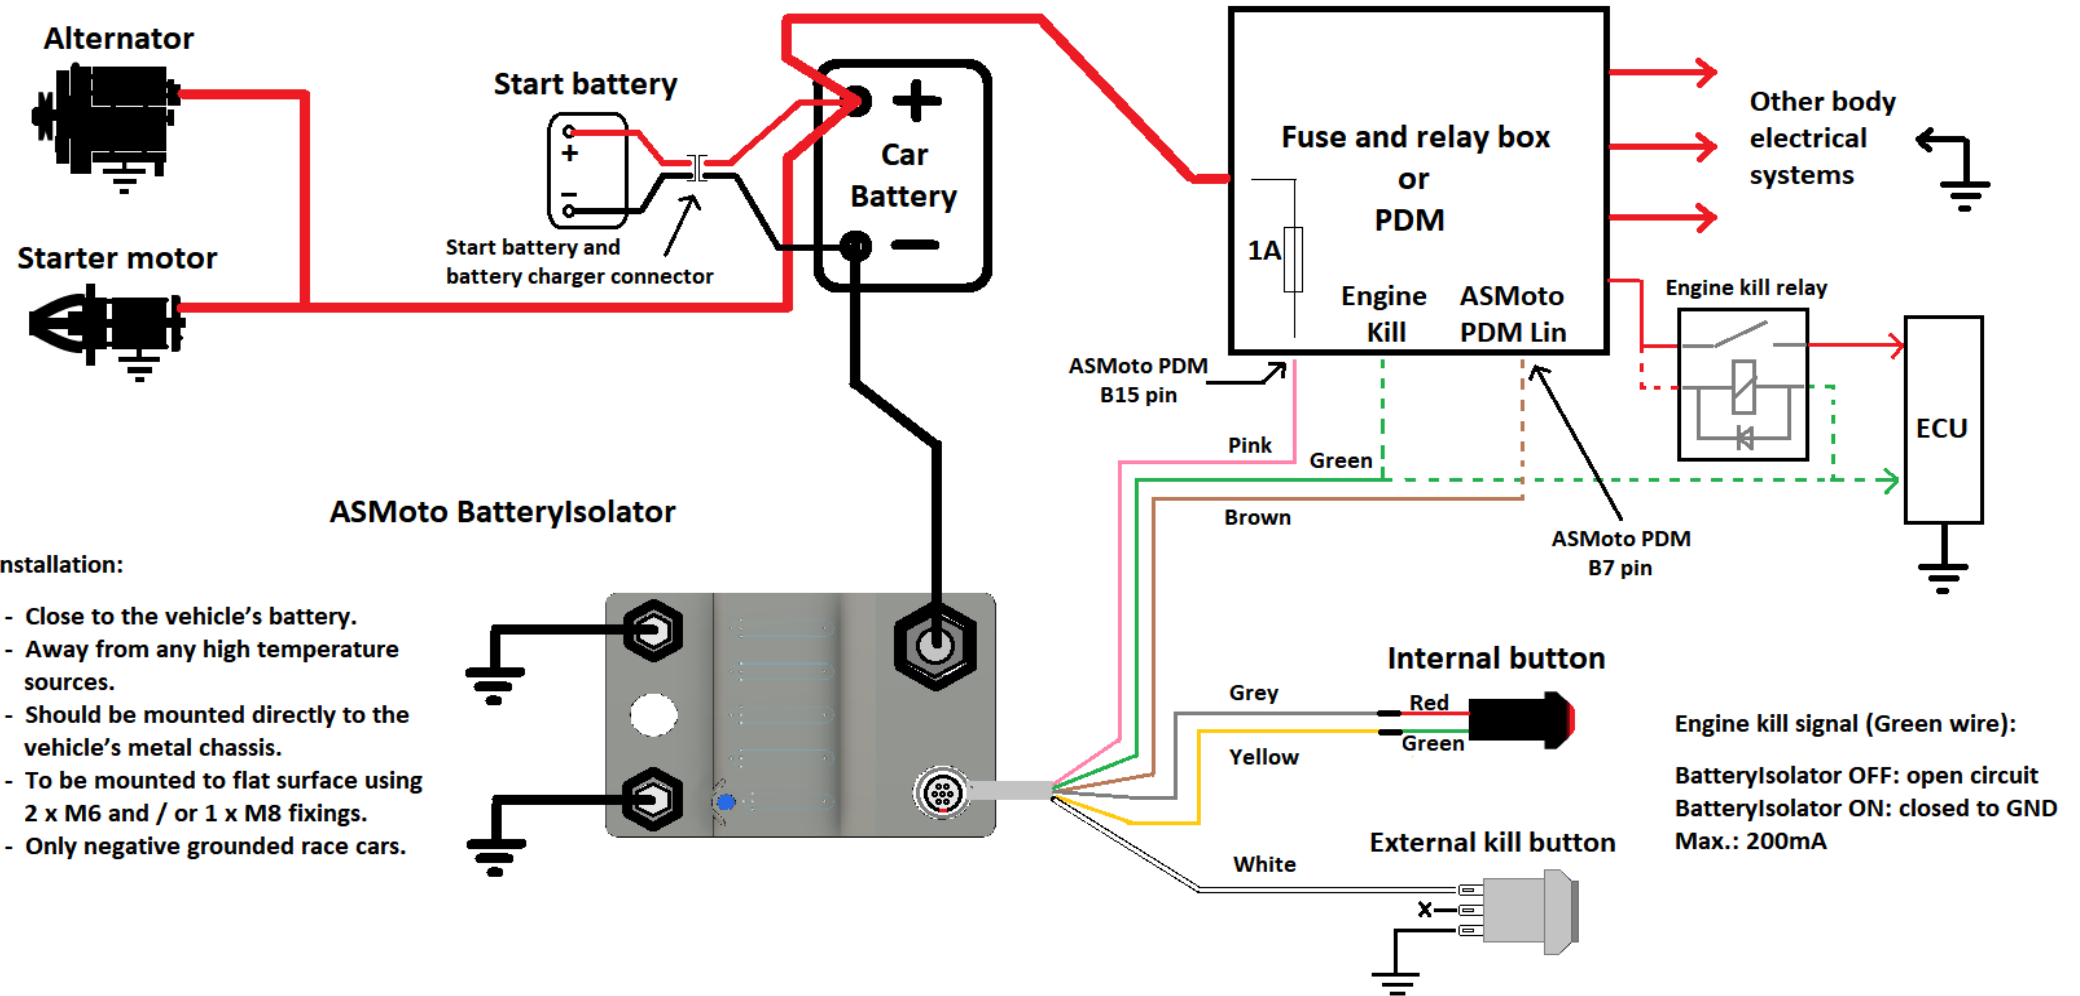 Alternator
Start battery
+
−
Start battery and
battery charger connector
Starter motor
+
Car
Battery
−
Fuse and relay box
or
PDM
1A
Engine
Kill
ASMoto
PDM Lin
Other body
electrical
systems
Engine kill relay
ECU
ASMoto PDM
B15 pin
Pink
Green
Brown
ASMoto PDM
B7 pin
ASMoto BatteryIsolator
nstallation:
- Close to the vehicle’s battery.
- Away from any high temperature
sources.
- Should be mounted directly to the
vehicle’s metal chassis.
- To be mounted to flat surface using
2 x M6 and / or 1 x M8 fixings.
- Only negative grounded race cars.
Internal button
Grey
Red
Yellow
Green
External kill button
White
x
Engine kill signal (Green wire):
BatteryIsolator OFF: open circuit
BatteryIsolator ON: closed to GND
Max.: 200mA